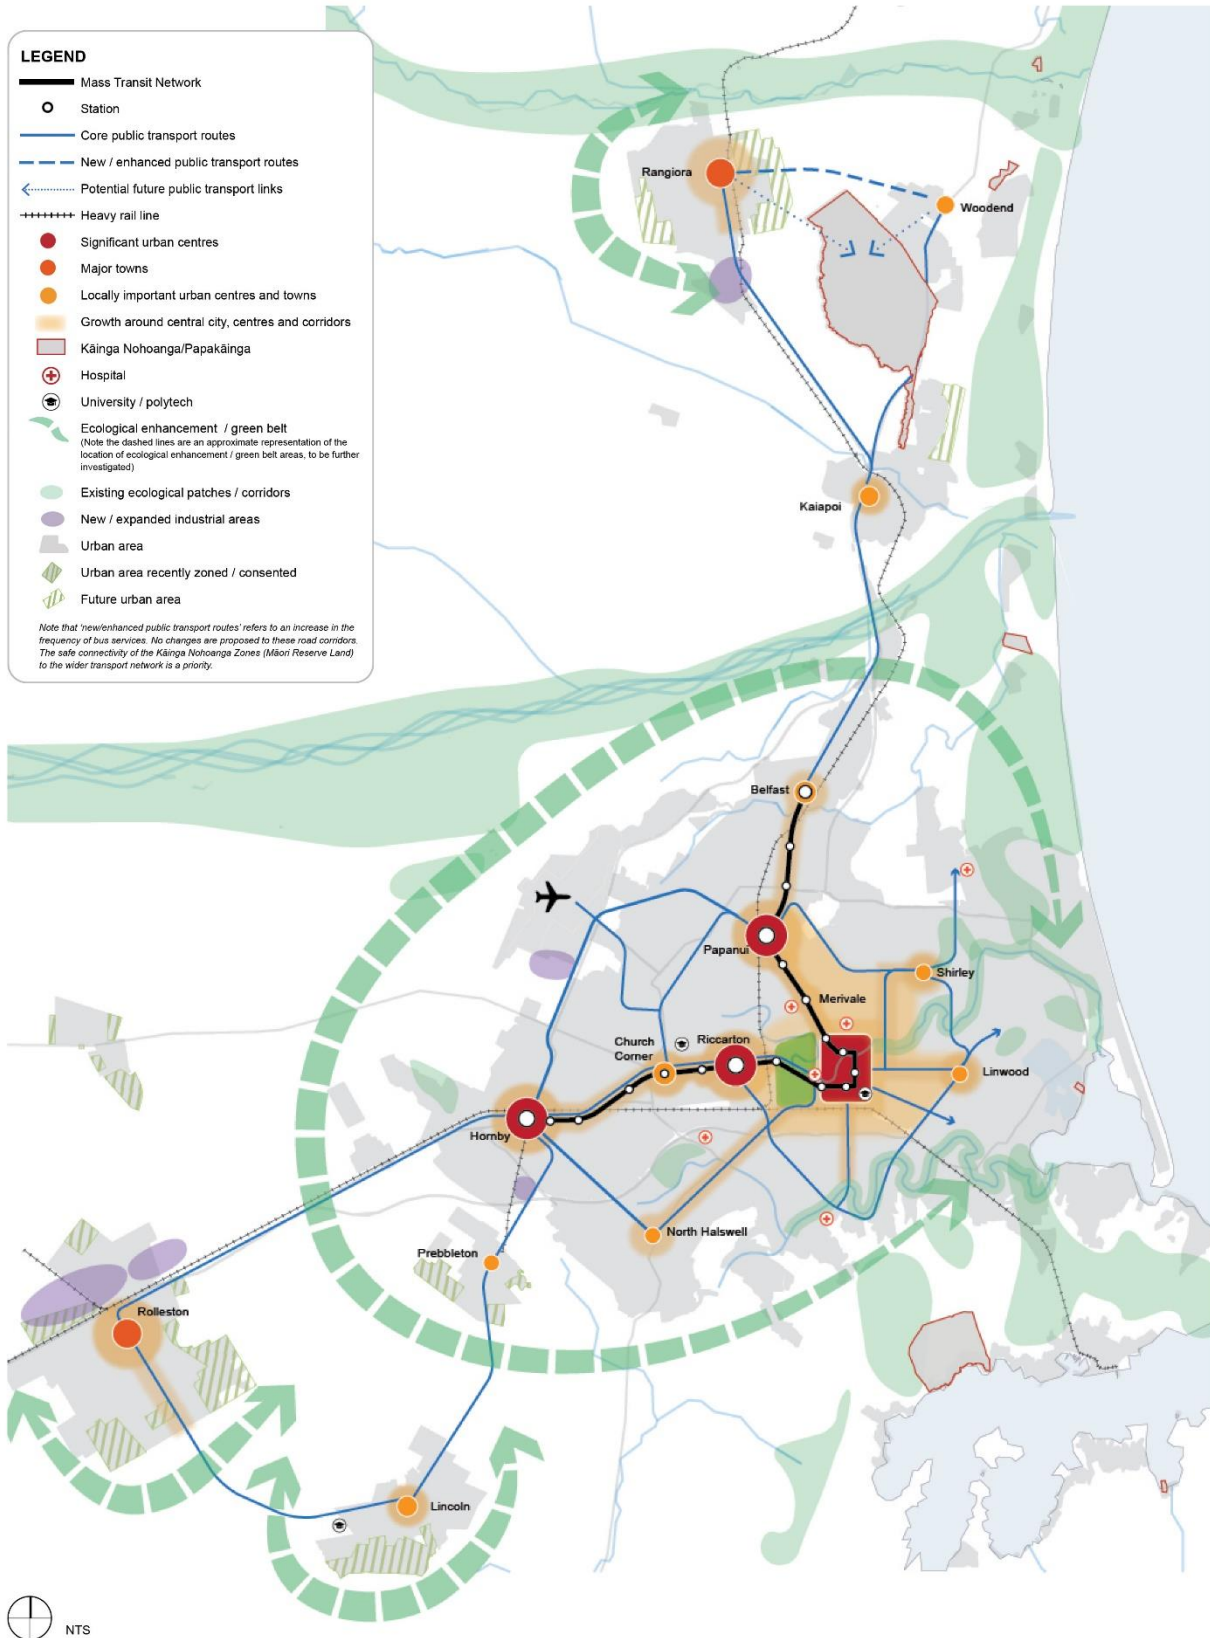 LEGEND
Mass Transit Network
Station
Core public transport routes
New / enhanced public transport routes
Potential future public transport links
Heavy rail line
Significant urban centres
Major towns
Locally important urban centres and towns
Growth around central city, centres and corridors
Kāinga Nohoanga/Papakāinga
Hospital
University / polytech
Ecological enhancement / green belt
(Note the dashed lines are an approximate representation of the
location of ecological enhancement / green belt areas, to be further
investigated)
Existing ecological patches / corridors
New / expanded industrial areas
Urban area
Urban area recently zoned / consented
Future urban area
Note that 'new/enhanced public transport routes' refers to an increase in the
frequency of bus services. No changes are proposed to these road corridors.
The safe connectivity of the Kāinga Nohoanga Zones (Māori Reserve Land)
to the wider transport network is a priority.
Rangiora
Woodend
Kaiapoi
Belfast
Papanui
Shirley
Merivale
Church
Corner
Riccarton
Linwood
Hornby
North Halswell
Prebbleton
Rolleston
Lincoln
NTS